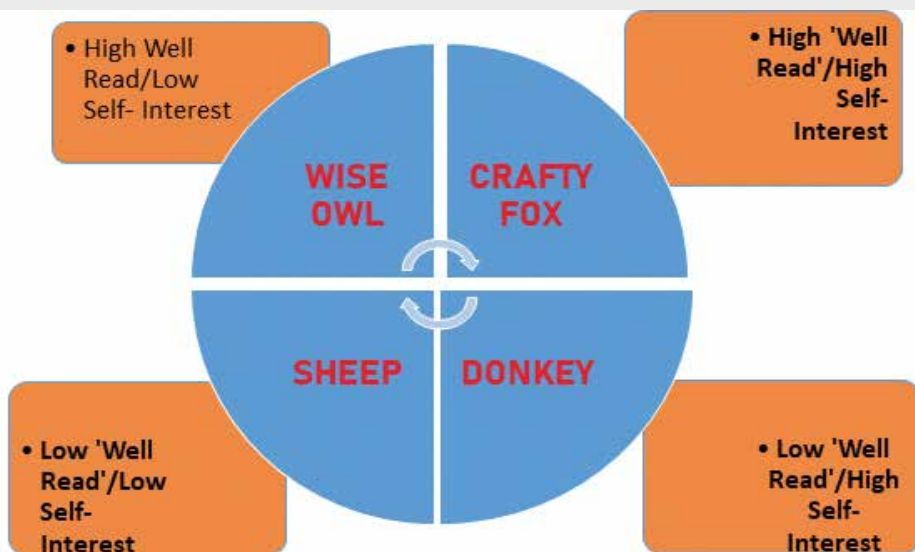 • High Well
Read/Low
Self- Interest
• High 'Well
Read'/High
Self-
Interest
WISE
OWL
CRAFTY
FOX
SHEEP
DONKEY
• Low 'Well
Read'/Low
Self-
Interest
• Low 'Well
Read'/High
Self-
Interest